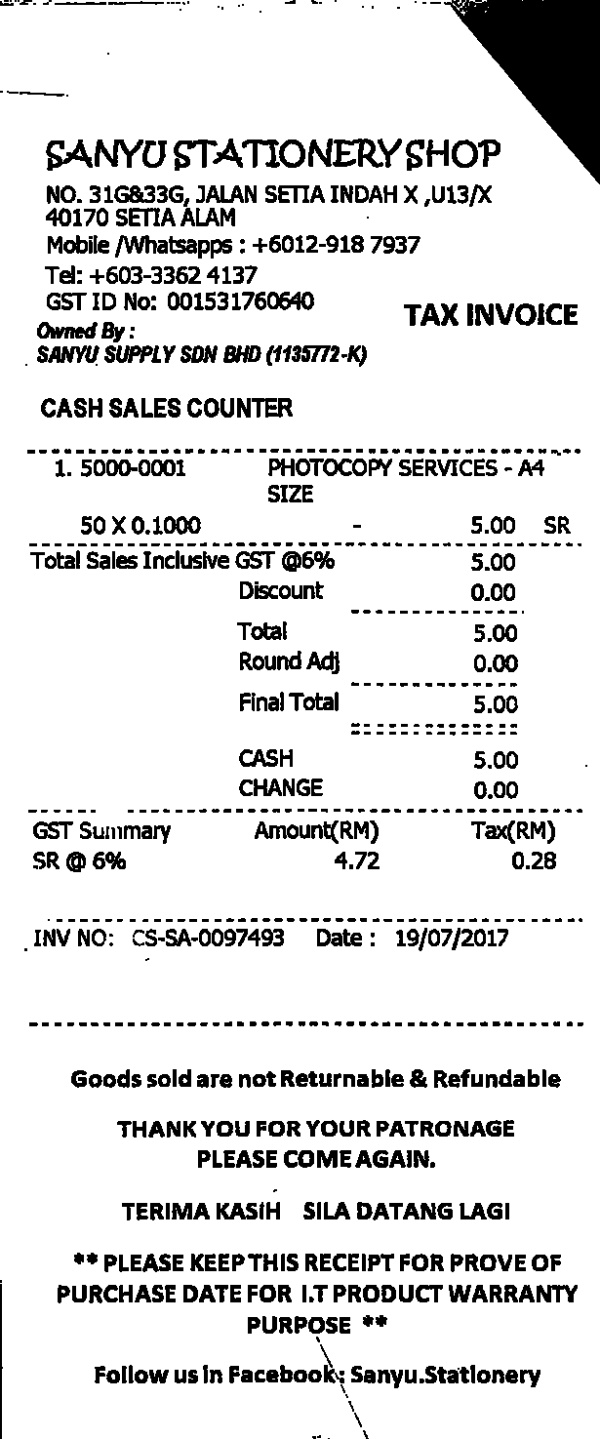 SANYU STATIONERY SHOP
NO. 31G&33G, JALAN SETIA INDAH X ,U13/X
40170 SETIA ALAM
Mobile /Whatsapps : +6012-918 7937
Tel: +603-3362 4137
GST ID No: 001531760640
TAX INVOICE
Owned By :
SANYU SUPPLY SDN BHD (1135772-K)
CASH SALES COUNTER
1. 5000-0001 PHOTOCOPY SERVICES - A4
SIZE
50 X 0.1000 - 5.00 SR
Total Sales Inclusive GST @6% 5.00
Discount 0.00
Total 5.00
Round Adj 0.00
Final Total 5.00
CASH 5.00
CHANGE 0.00
GST Summary Amount(RM) Tax(RM)
SR @ 6% 4.72 0.28
INV NO: CS-SA-0097493 Date : 19/07/2017
Goods sold are not Returnable & Refundable
THANK YOU FOR YOUR PATRONAGE
PLEASE COME AGAIN.
TERIMA KASIH SILA DATANG LAGI
** PLEASE KEEP THIS RECEIPT FOR PROVE OF
PURCHASE DATE FOR I.T PRODUCT WARRANTY
PURPOSE **
Follow us in Facebook : Sanyu.Stationery